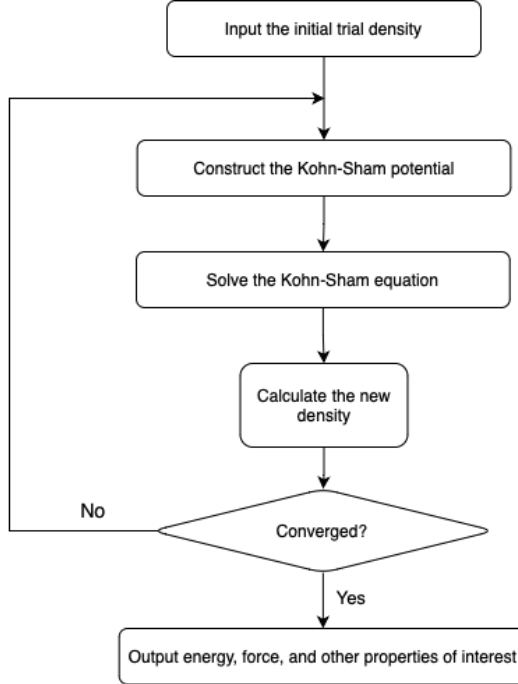 Input the initial trial density
Construct the Kohn-Sham potential
Solve the Kohn-Sham equation
Calculate the new
density
Converged?
No
Yes
Output energy, force, and other properties of interest